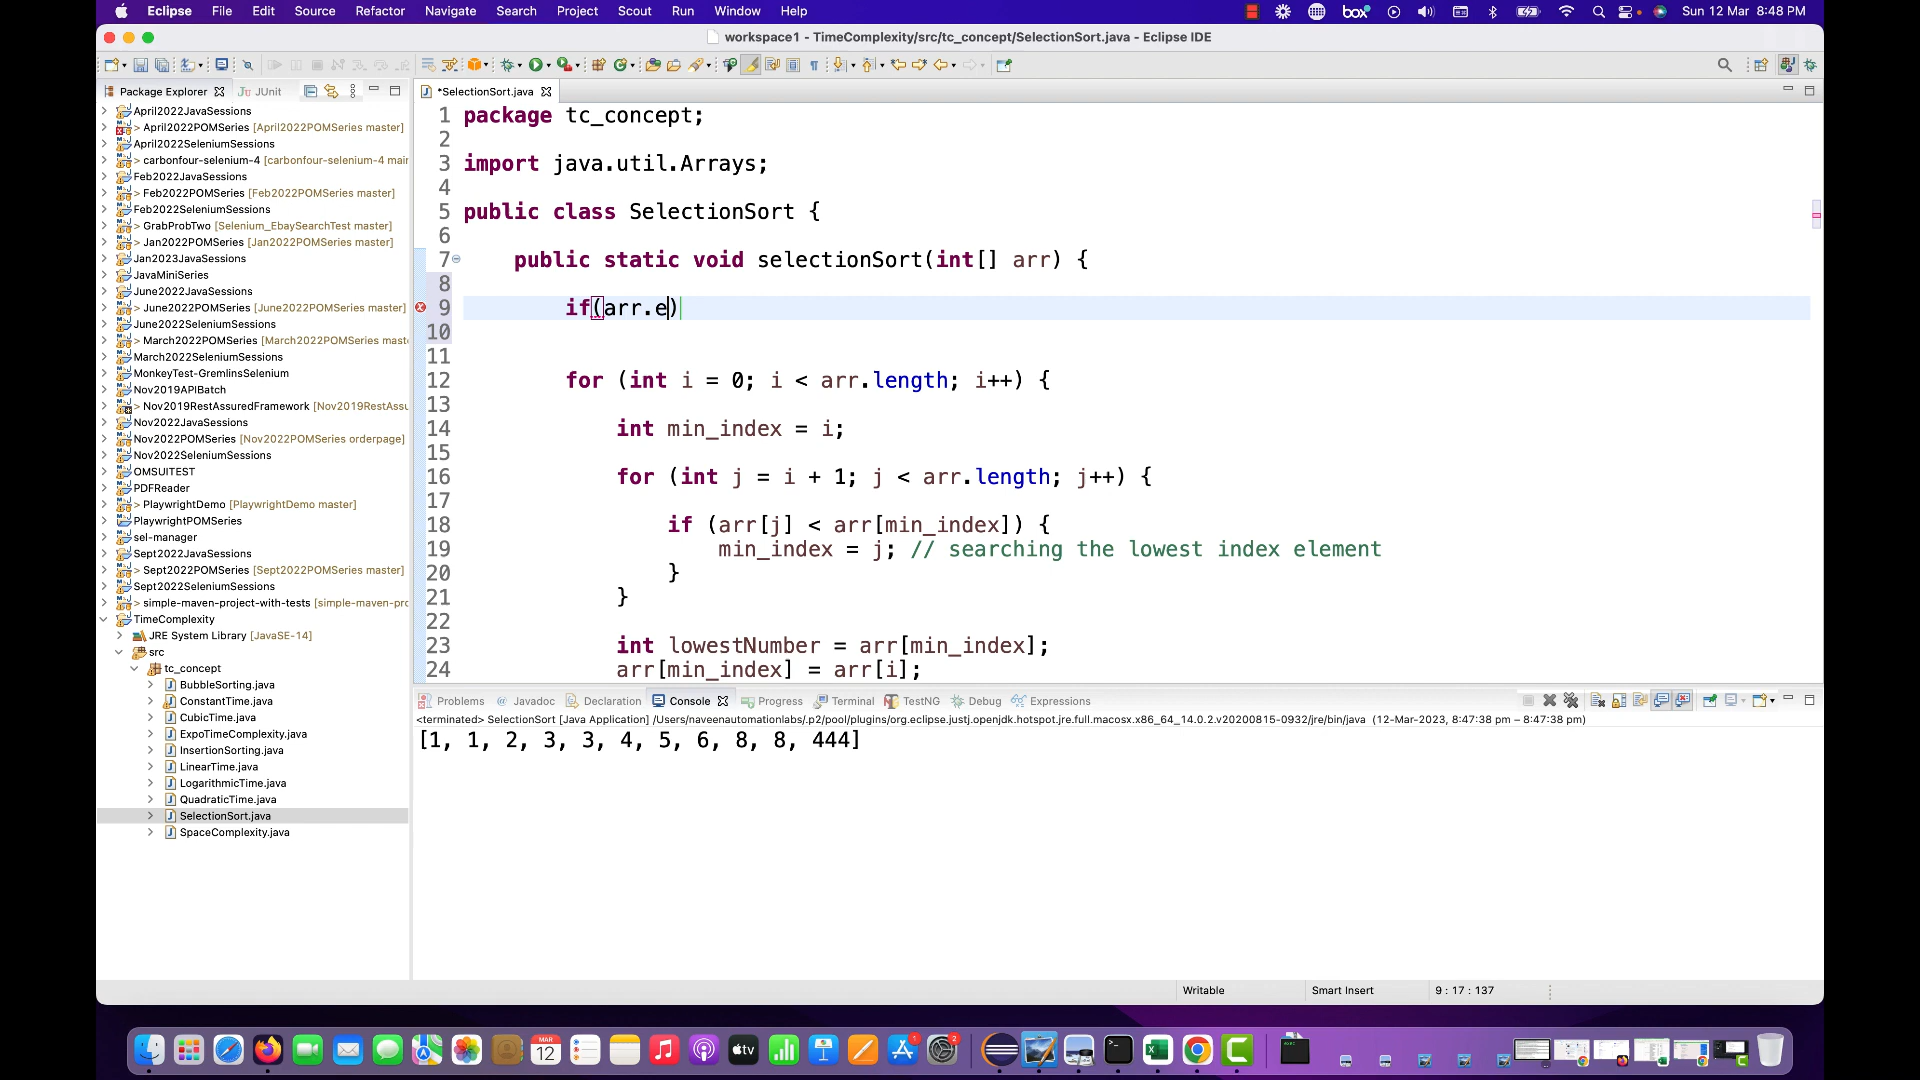 Eclipse File Edit Source Refactor Navigate Search Project Scout Run Window Help box Sun 12 Mar 8:48 PM
workspace1 - TimeComplexity/src/tc_concept/SelectionSort.java - Eclipse IDE
Package Explorer JUnit
April2022JavaSessions
> April2022POMSeries [April2022POMSeries master]
April2022SeleniumSessions
> carbonfour-selenium-4 [carbonfour-selenium-4 mair
Feb2022JavaSessions
> Feb2022POMSeries [Feb2022POMSeries master]
Feb2022SeleniumSessions
> GrabProbTwo [Selenium_EbaySearchTest master]
> Jan2022POMSeries [Jan2022POMSeries master]
Jan2023JavaSessions
JavaMiniSeries
June2022JavaSessions
> June2022POMSeries [June2022POMSeries master]
June2022SeleniumSessions
> March2022POMSeries [March2022POMSeries mast
March2022SeleniumSessions
MonkeyTest-GremlinsSelenium
Nov2019APIBatch
> Nov2019RestAssuredFramework [Nov2019RestAssu
Nov2022JavaSessions
Nov2022POMSeries [Nov2022POMSeries orderpage]
Nov2022SeleniumSessions
OMSUITEST
PDFReader
> PlaywrightDemo [PlaywrightDemo master]
PlaywrightPOMSeries
sel-manager
Sept2022JavaSessions
> Sept2022POMSeries [Sept2022POMSeries master]
Sept2022SeleniumSessions
> simple-maven-project-with-tests [simple-maven-pro
TimeComplexity
JRE System Library [JavaSE-14]
src
tc_concept
BubbleSorting.java
ConstantTime.java
CubicTime.java
ExpoTimeComplexity.java
InsertionSorting.java
LinearTime.java
LogarithmicTime.java
QuadraticTime.java
SelectionSort.java
SpaceComplexity.java
*SelectionSort.java
1 package tc_concept;
2
3 import java.util.Arrays;
4
5 public class SelectionSort {
6
7 public static void selectionSort(int[] arr) {
8
9 if(arr.e)
10
11
12 for (int i = 0; i < arr.length; i++) {
13
14 int min_index = i;
15
16 for (int j = i + 1; j < arr.length; j++) {
17
18 if (arr[j] < arr[min_index]) {
19 min_index = j; // searching the lowest index element
20 }
21 }
22
23 int lowestNumber = arr[min_index];
24 arr[min_index] = arr[i];
Problems @ Javadoc Declaration Console Progress Terminal TestNG Debug Expressions
<terminated> SelectionSort [Java Application] /Users/naveenautomationlabs/.p2/pool/plugins/org.eclipse.justj.openjdk.hotspot.jre.full.macosx.x86_64_14.0.2.v20200815-0932/jre/bin/java (12-Mar-2023, 8:47:38 pm – 8:47:38 pm)
[1, 1, 2, 3, 3, 4, 5, 6, 8, 8, 444]
Writable Smart Insert 9 : 17 : 137
MAR
12
tv
1
2